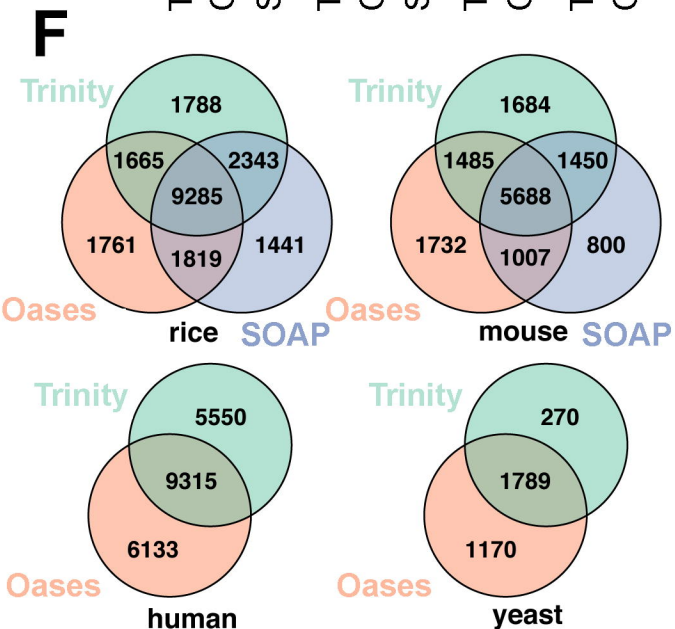 F
Trinity
1788
1665
2343
9285
1761
1819
1441
Oases
rice
SOAP
Trinity
1684
1485
1450
5688
1732
1007
800
Oases
mouse
SOAP
Trinity
5550
9315
6133
Oases
human
Trinity
270
1789
1170
Oases
yeast